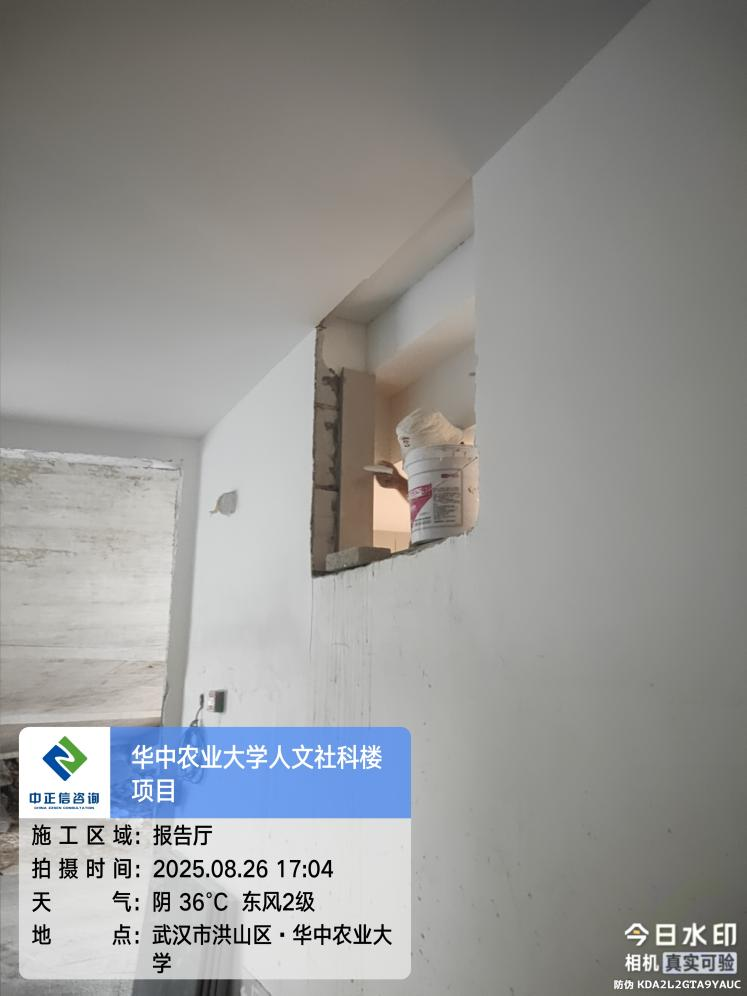 中正信咨询
CHINA ZZXEN CONSULTATION
华中农业大学人文社科楼
项目
施工区域：报告厅
拍摄时间：2025.08.26 17:04
天气：阴 36℃ 东风2级
地点：武汉市洪山区·华中农业大
学
今日水印
相机 真实可验
防伪 KDA2L2GTA9YAUC